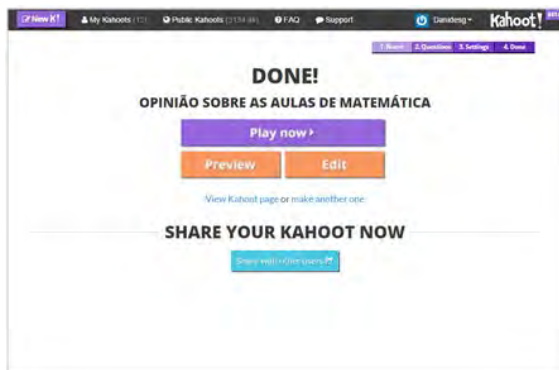 New K! My Kahoots Public Kahoots FAQ Support Kahoot!
2. Questions 3. Settings 4. Done
DONE!
OPINIÃO SOBRE AS AULAS DE MATEMÁTICA
Play now
Preview Edit
View Kahoot page or make another one
SHARE YOUR KAHOOT NOW
Share with other users